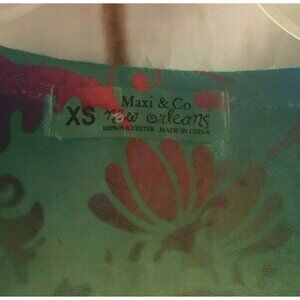 Maxi & Co
XS new orleans
100% POLYESTER MADE IN CHINA